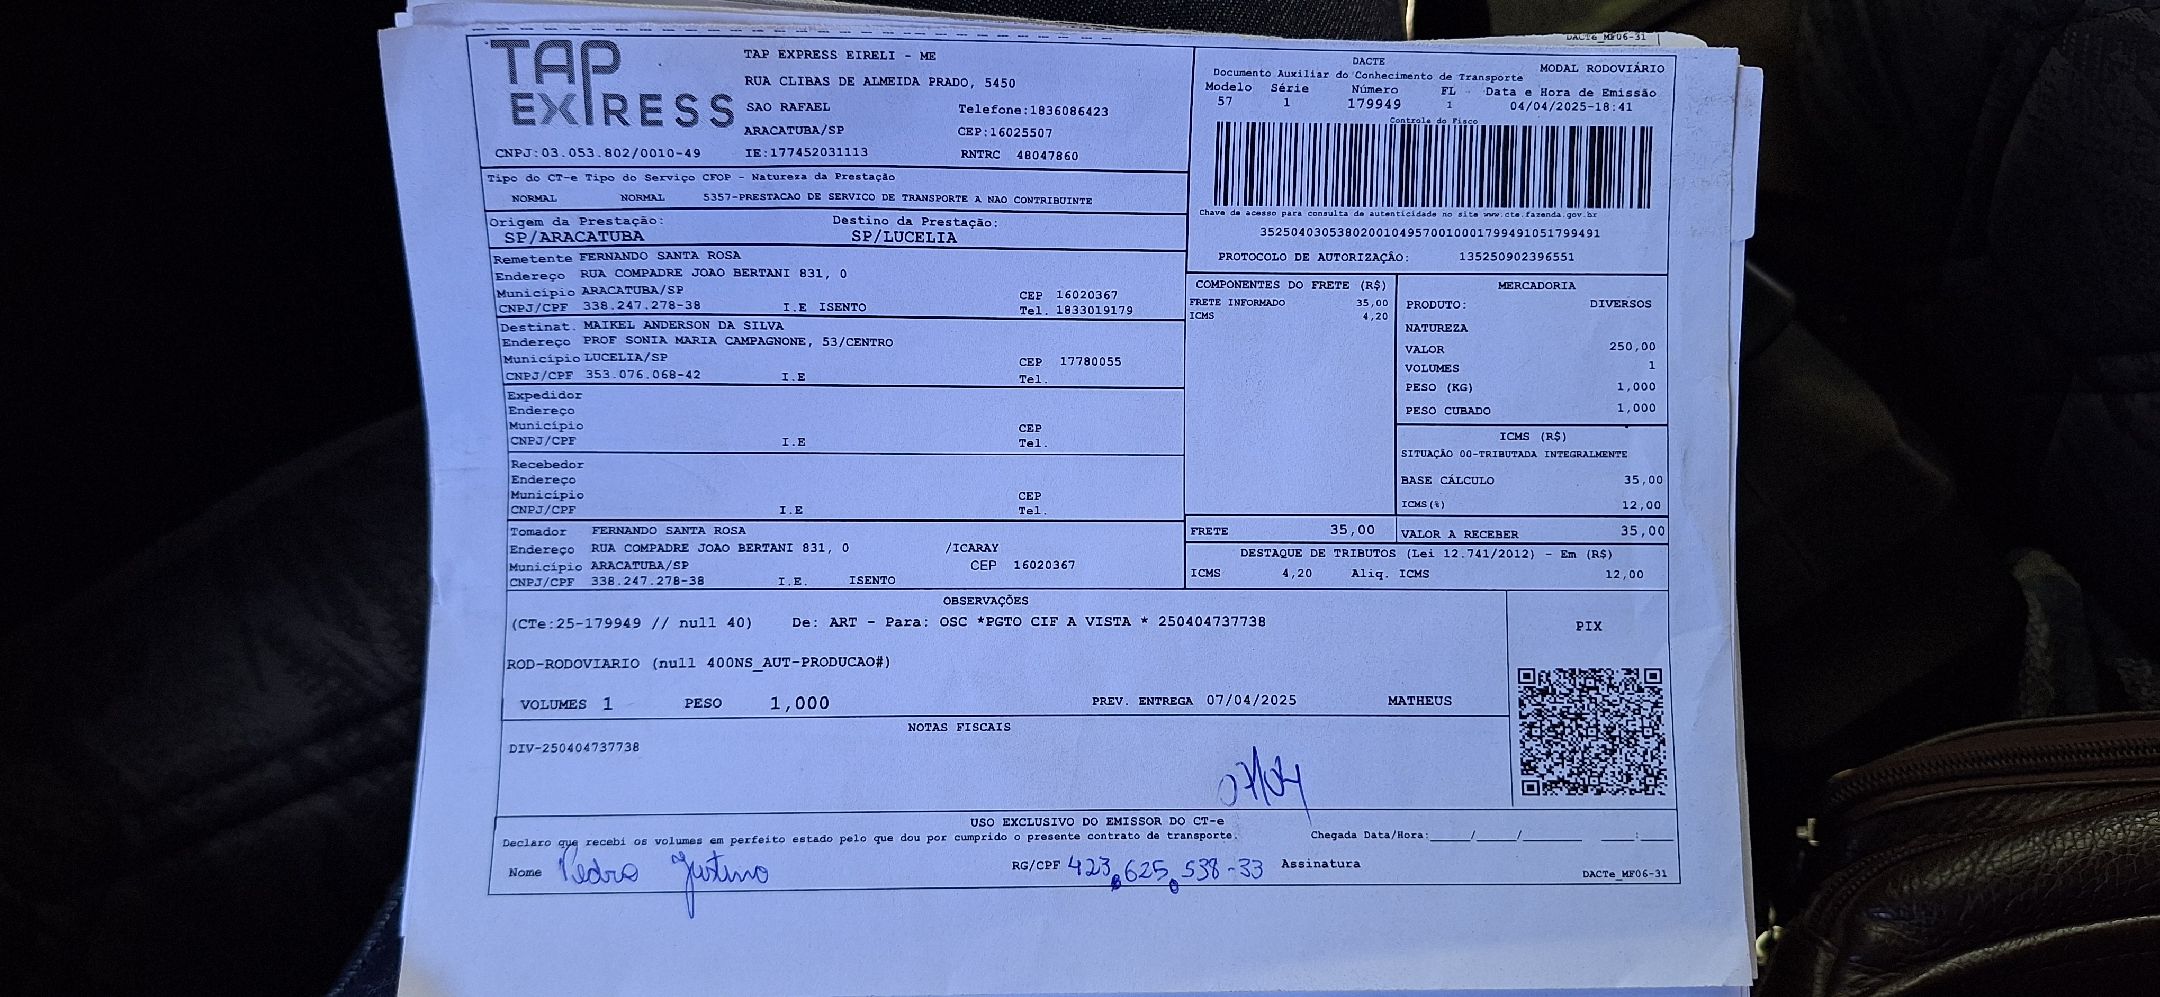 DACTe_MF06-31
TAP EXPRESS
TAP EXPRESS EIRELI - ME
RUA CLIBAS DE ALMEIDA PRADO, 5450
SAO RAFAEL Telefone:1836086423
ARACATUBA/SP CEP:16025507
CNPJ:03.053.802/0010-49 IE:177452031113 RNTRC 48047860
DACTE MODAL RODOVIÁRIO
Documento Auxiliar do Conhecimento de Transporte
Modelo Série Número FL Data e Hora de Emissão
57 1 179949 1 04/04/2025-18:41
Controle do Fisco
Chave de acesso para consulta de autenticidade no site www.cte.fazenda.gov.br
35250403053802001049570010001799491051799491
PROTOCOLO DE AUTORIZAÇÃO: 135250902396551
Tipo do CT-e Tipo do Serviço CFOP - Natureza da Prestação
NORMAL NORMAL 5357-PRESTACAO DE SERVICO DE TRANSPORTE A NAO CONTRIBUINTE
Origem da Prestação: Destino da Prestação:
SP/ARACATUBA SP/LUCELIA
Remetente FERNANDO SANTA ROSA
Endereço RUA COMPADRE JOAO BERTANI 831, 0
Município ARACATUBA/SP CEP 16020367
CNPJ/CPF 338.247.278-38 I.E ISENTO Tel. 1833019179
Destinat. MAIKEL ANDERSON DA SILVA
Endereço PROF SONIA MARIA CAMPAGNONE, 53/CENTRO
Município LUCELIA/SP CEP 17780055
CNPJ/CPF 353.076.068-42 I.E Tel.
Expedidor
Endereço
Município CEP
CNPJ/CPF I.E Tel.
Recebedor
Endereço
Município CEP
CNPJ/CPF I.E Tel.
Tomador FERNANDO SANTA ROSA
Endereço RUA COMPADRE JOAO BERTANI 831, 0 /ICARAY
Município ARACATUBA/SP CEP 16020367
CNPJ/CPF 338.247.278-38 I.E. ISENTO
COMPONENTES DO FRETE (R$)
FRETE INFORMADO 35,00
ICMS 4,20
FRETE 35,00
MERCADORIA
PRODUTO: DIVERSOS
NATUREZA
VALOR 250,00
VOLUMES 1
PESO (KG) 1,000
PESO CUBADO 1,000
ICMS (R$)
SITUAÇÃO 00-TRIBUTADA INTEGRALMENTE
BASE CÁLCULO 35,00
ICMS(%) 12,00
VALOR A RECEBER 35,00
DESTAQUE DE TRIBUTOS (Lei 12.741/2012) - Em (R$)
ICMS 4,20 Aliq. ICMS 12,00
OBSERVAÇÕES
(CTe:25-179949 // null 40) De: ART - Para: OSC *PGTO CIF A VISTA * 250404737738
ROD-RODOVIARIO (null 400NS_AUT-PRODUCAO#)
VOLUMES 1 PESO 1,000 PREV. ENTREGA 07/04/2025 MATHEUS
PIX
NOTAS FISCAIS
DIV-250404737738
07/04
USO EXCLUSIVO DO EMISSOR DO CT-e
Declaro que recebi os volumes em perfeito estado pelo que dou por cumprido o presente contrato de transporte. Chegada Data/Hora:____/____/________ ____:____
Nome Pedro Justino RG/CPF 423.625.538-33 Assinatura
DACTe_MF06-31